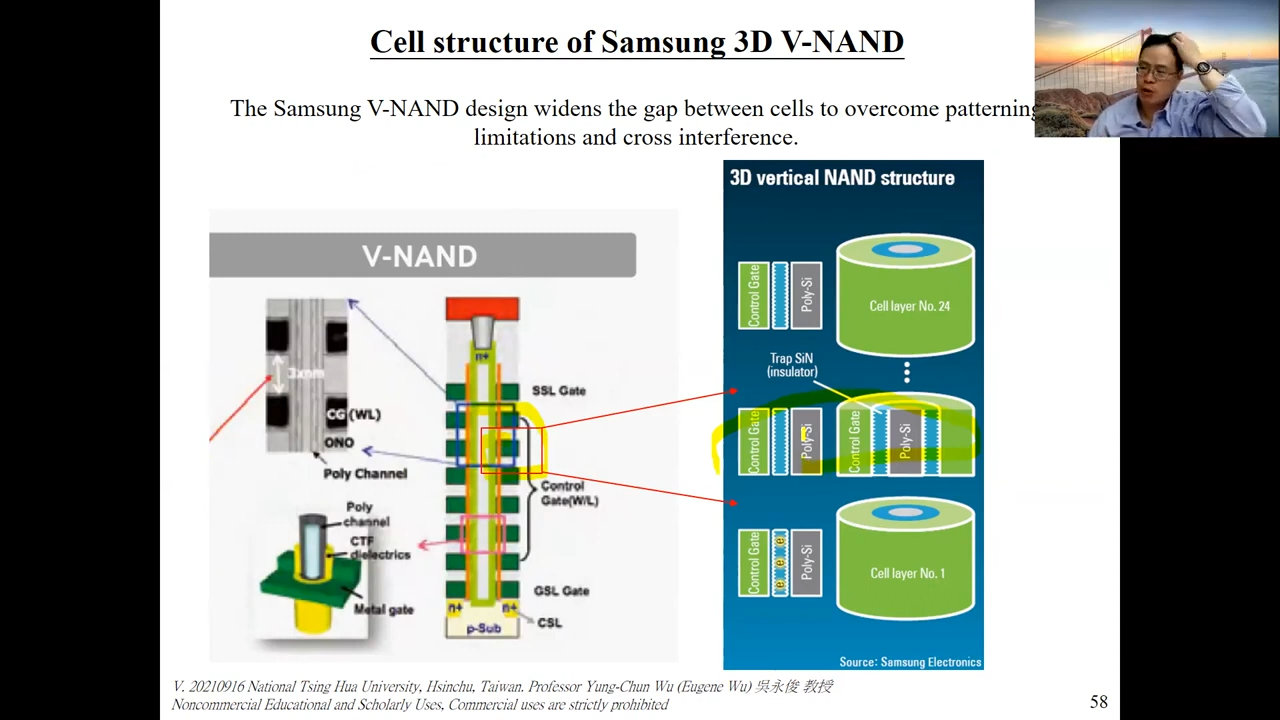 Cell structure of Samsung 3D V-NAND
The Samsung V-NAND design widens the gap between cells to overcome patterning
limitations and cross interference.
V-NAND
3xnm
CG (WL)
ONO
Poly Channel
Poly
channel
CTF
dielectrics
Metal gate
n+
SSL Gate
Control
Gate(W/L)
GSL Gate
n+
n+
CSL
p-Sub
3D vertical NAND structure
Control Gate
Poly-Si
Cell layer No. 24
Trap SiN
(insulator)
Control Gate
Poly-Si
Control Gate
Poly-Si
Control Gate
e
e
e
Poly-Si
Cell layer No. 1
Source: Samsung Electronics
V. 20210916 National Tsing Hua University, Hsinchu, Taiwan. Professor Yung-Chun Wu (Eugene Wu) 吳永俊 教授
Noncommercial Educational and Scholarly Uses, Commercial uses are strictly prohibited
58